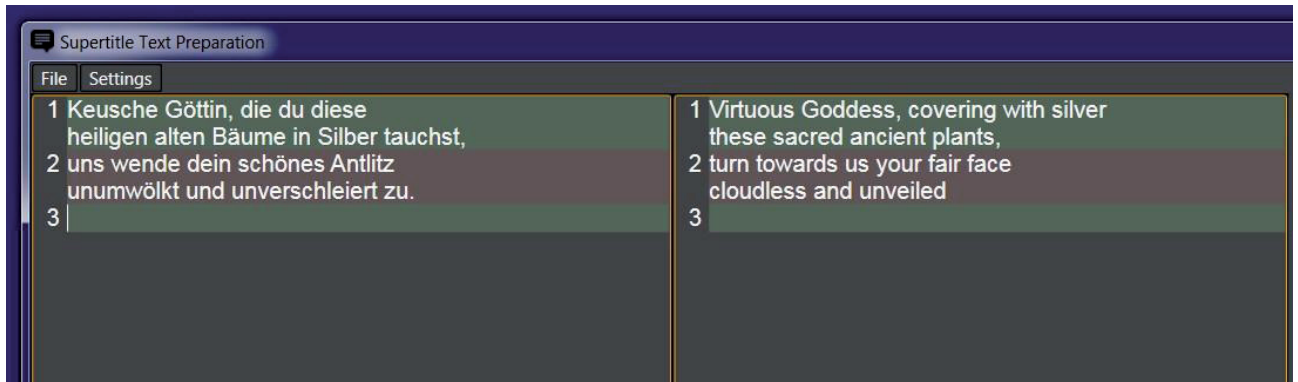 Supertitle Text Preparation
File Settings
1 Keusche Göttin, die du diese
heiligen alten Bäume in Silber tauchst,
2 uns wende dein schönes Antlitz
unumwölkt und unverschleiert zu.
3
1 Virtuous Goddess, covering with silver
these sacred ancient plants,
2 turn towards us your fair face
cloudless and unveiled
3